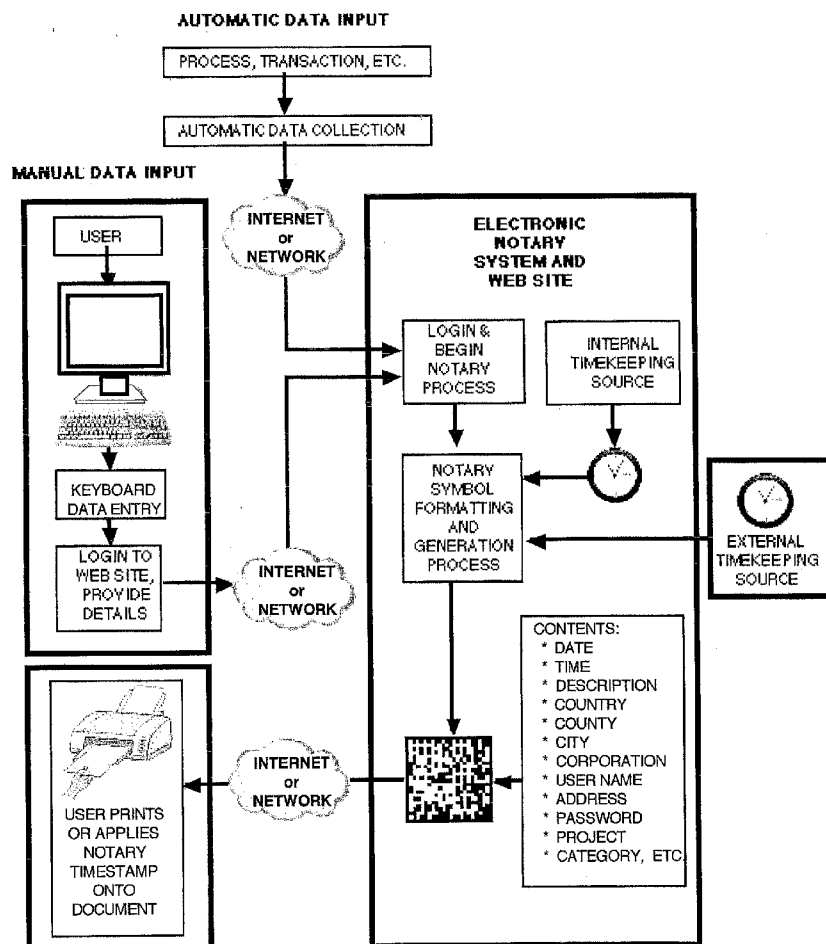 AUTOMATIC DATA INPUT
PROCESS, TRANSACTION, ETC.
AUTOMATIC DATA COLLECTION
MANUAL DATA INPUT
USER
KEYBOARD
DATA ENTRY
LOGIN TO
WEB SITE,
PROVIDE
DETAILS
INTERNET
or
NETWORK
INTERNET
or
NETWORK
ELECTRONIC
NOTARY
SYSTEM AND
WEB SITE
LOGIN &
BEGIN
NOTARY
PROCESS
INTERNAL
TIMEKEEPING
SOURCE
NOTARY
SYMBOL
FORMATTING
AND
GENERATION
PROCESS
EXTERNAL
TIMEKEEPING
SOURCE
CONTENTS:
* DATE
* TIME
* DESCRIPTION
* COUNTRY
* COUNTY
* CITY
* CORPORATION
* USER NAME
* ADDRESS
* PASSWORD
* PROJECT
* CATEGORY, ETC.
INTERNET
or
NETWORK
USER PRINTS
OR APPLIES
NOTARY
TIMESTAMP
ONTO
DOCUMENT